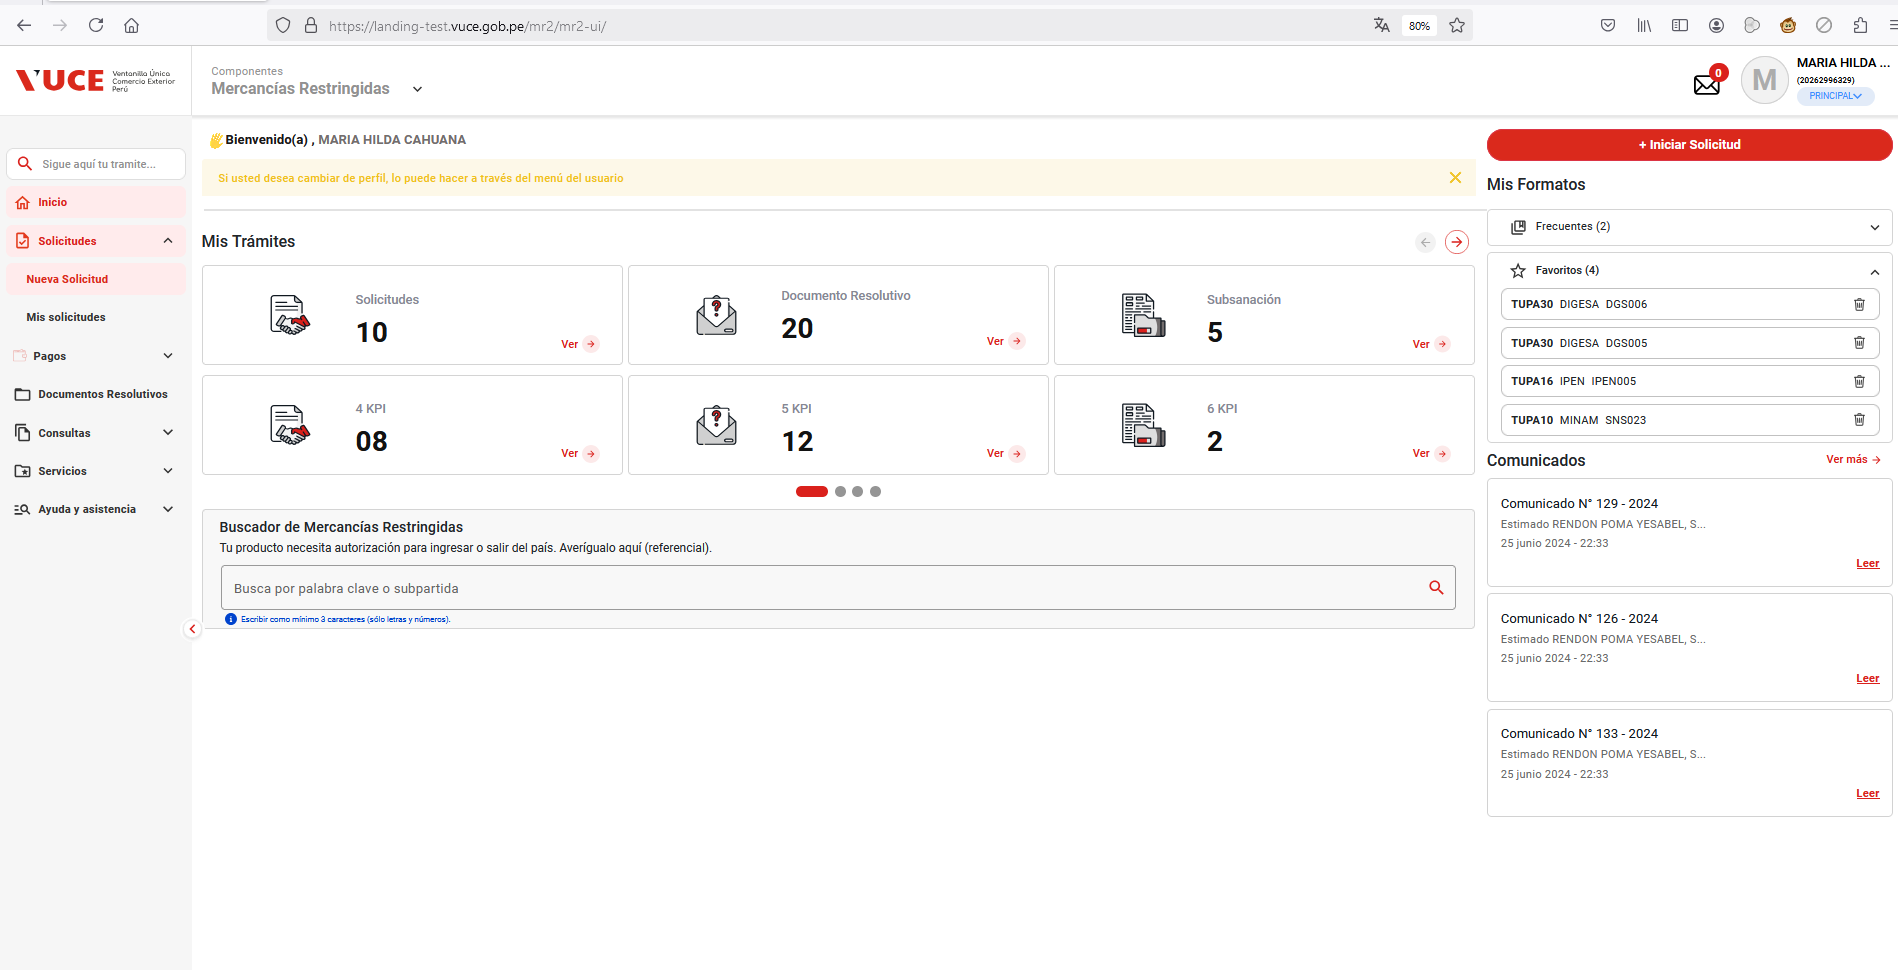 https://landing-test.vuce.gob.pe/mr2/mr2-ui/
80%
VUCE
Ventanilla Única
Comercio Exterior
Perú
Componentes
Mercancías Restringidas
0
M
MARIA HILDA ...
(20262996329)
PRINCIPAL
Sigue aquí tu tramite...
Inicio
Solicitudes
Nueva Solicitud
Mis solicitudes
Pagos
Documentos Resolutivos
Consultas
Servicios
Ayuda y asistencia
Bienvenido(a) , MARIA HILDA CAHUANA
Si usted desea cambiar de perfil, lo puede hacer a través del menú del usuario
Mis Trámites
Solicitudes
10
Ver
Documento Resolutivo
20
Ver
Subsanación
5
Ver
4 KPI
08
Ver
5 KPI
12
Ver
6 KPI
2
Ver
Buscador de Mercancías Restringidas
Tu producto necesita autorización para ingresar o salir del país. Averígualo aquí (referencial).
Busca por palabra clave o subpartida
Escribir como mínimo 3 caracteres (sólo letras y números).
+ Iniciar Solicitud
Mis Formatos
Frecuentes (2)
Favoritos (4)
TUPA30 DIGESA DGS006
TUPA30 DIGESA DGS005
TUPA16 IPEN IPEN005
TUPA10 MINAM SNS023
Comunicados
Ver más
Comunicado N° 129 - 2024
Estimado RENDON POMA YESABEL, S...
25 junio 2024 - 22:33
Leer
Comunicado N° 126 - 2024
Estimado RENDON POMA YESABEL, S...
25 junio 2024 - 22:33
Leer
Comunicado N° 133 - 2024
Estimado RENDON POMA YESABEL, S...
25 junio 2024 - 22:33
Leer